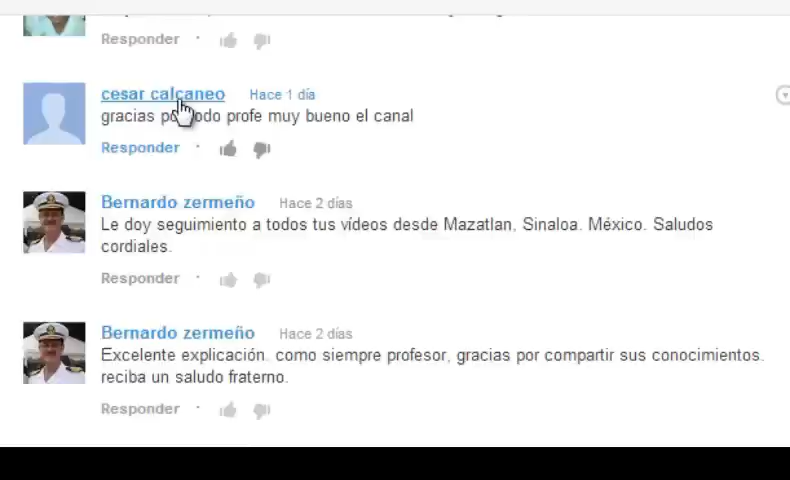 Responder ·
cesar calcaneo Hace 1 día
gracias por todo profe muy bueno el canal
Responder ·
Bernardo zermeño Hace 2 días
Le doy seguimiento a todos tus vídeos desde Mazatlan, Sinaloa. México. Saludos
cordiales.
Responder ·
Bernardo zermeño Hace 2 días
Excelente explicación. como siempre profesor, gracias por compartir sus conocimientos.
reciba un saludo fraterno.
Responder ·